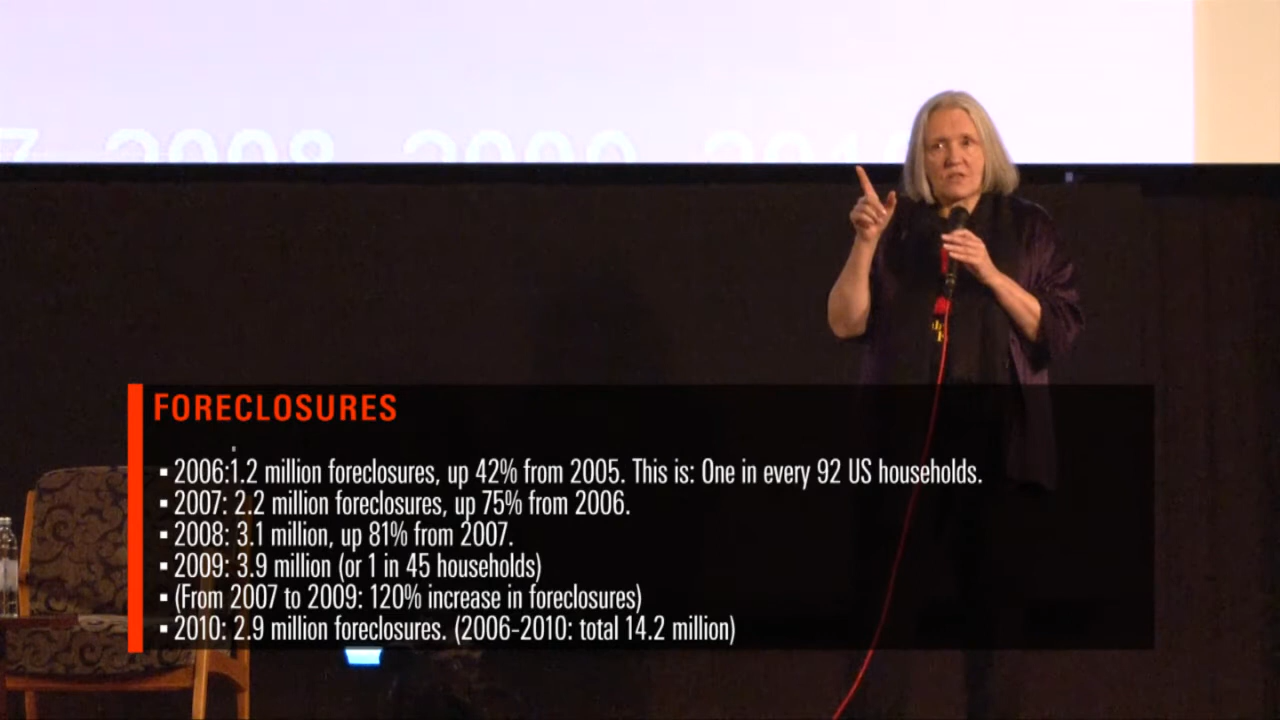 2008 2009 2010
FORECLOSURES
▪ 2006:1.2 million foreclosures, up 42% from 2005. This is: One in every 92 US households.
▪ 2007: 2.2 million foreclosures, up 75% from 2006.
▪ 2008: 3.1 million, up 81% from 2007.
▪ 2009: 3.9 million (or 1 in 45 households)
▪ (From 2007 to 2009: 120% increase in foreclosures)
▪ 2010: 2.9 million foreclosures. (2006-2010: total 14.2 million)